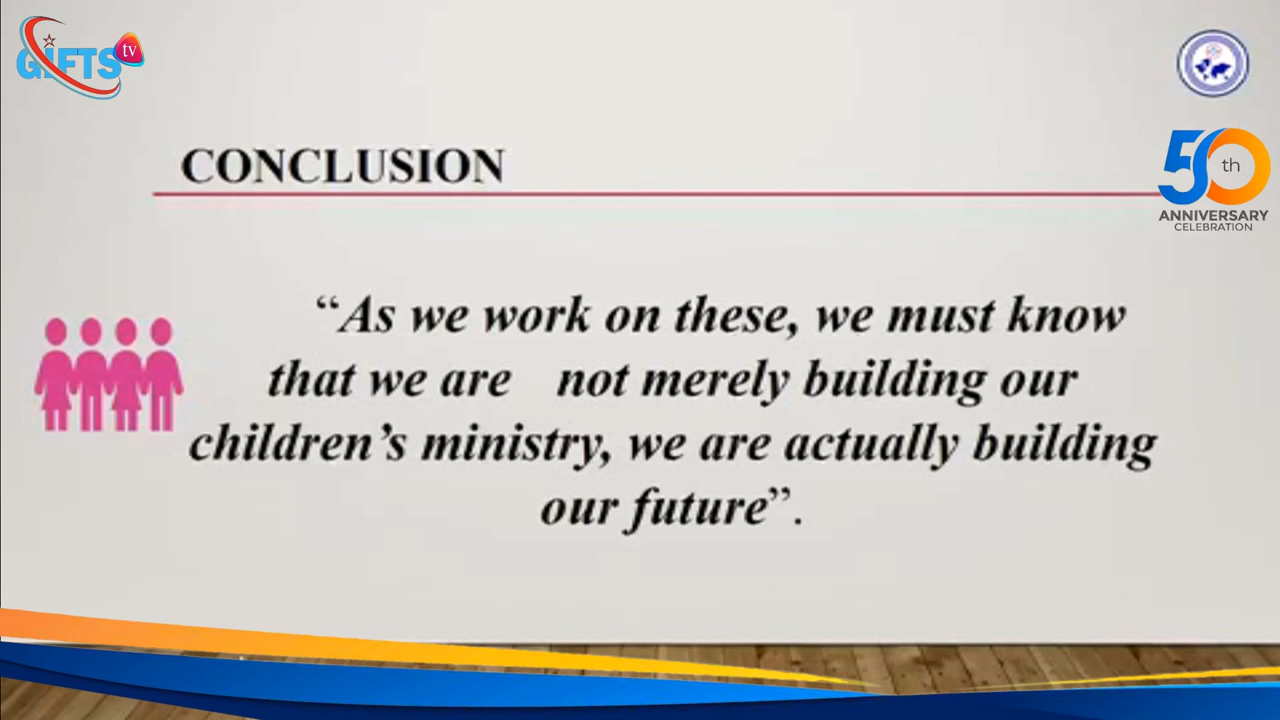 GIFTS tv
50th
ANNIVERSARY
CELEBRATION
CONCLUSION
“As we work on these, we must know
that we are not merely building our
children’s ministry, we are actually building
our future”.